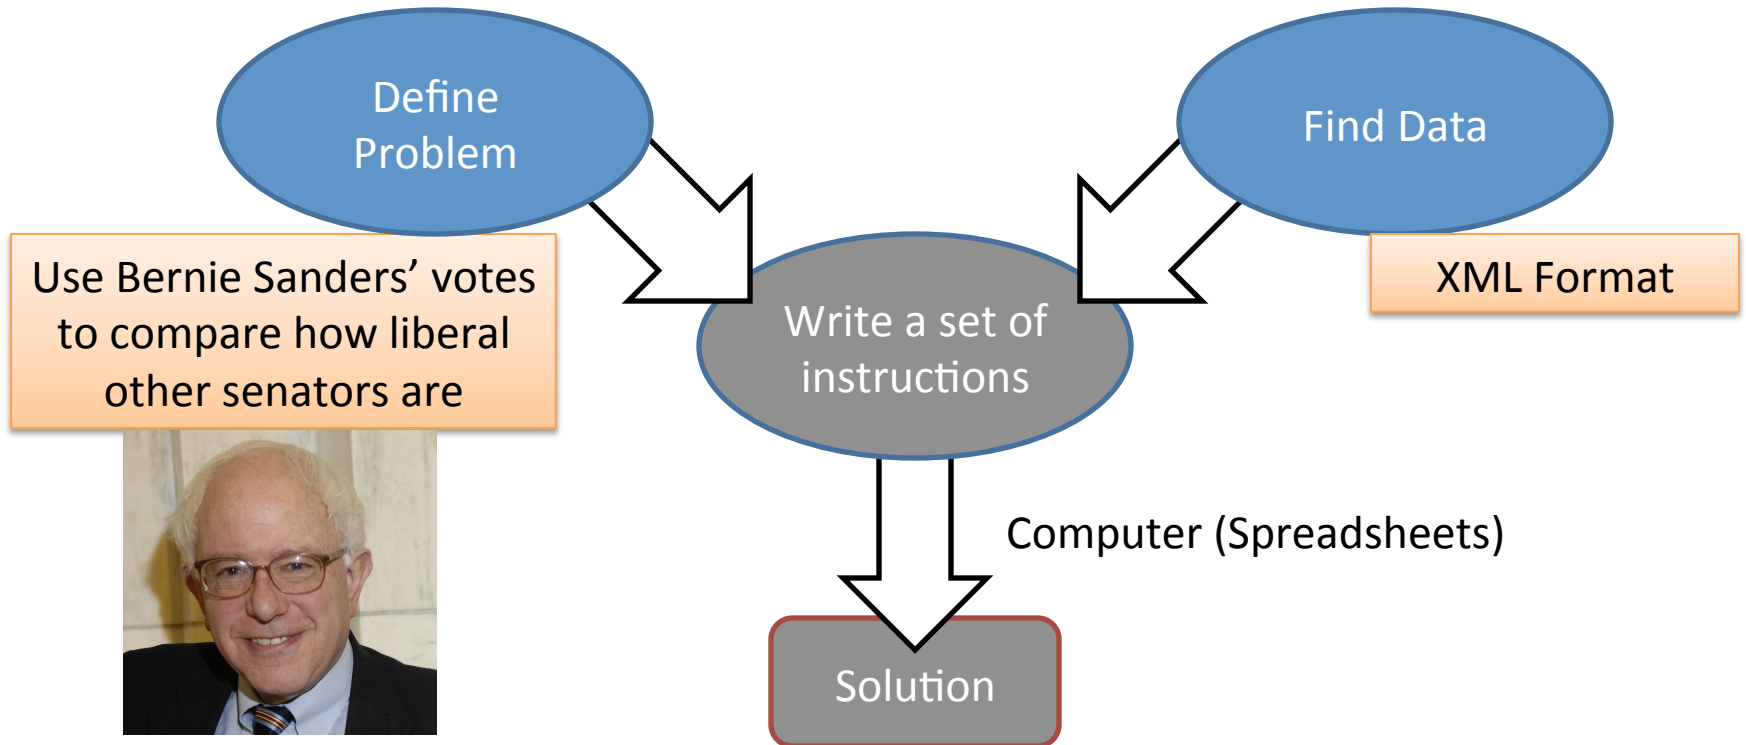 Define
Problem
Find Data
Use Bernie Sanders’ votes
to compare how liberal
other senators are
XML Format
Write a set of
instructions
Computer (Spreadsheets)
Solution